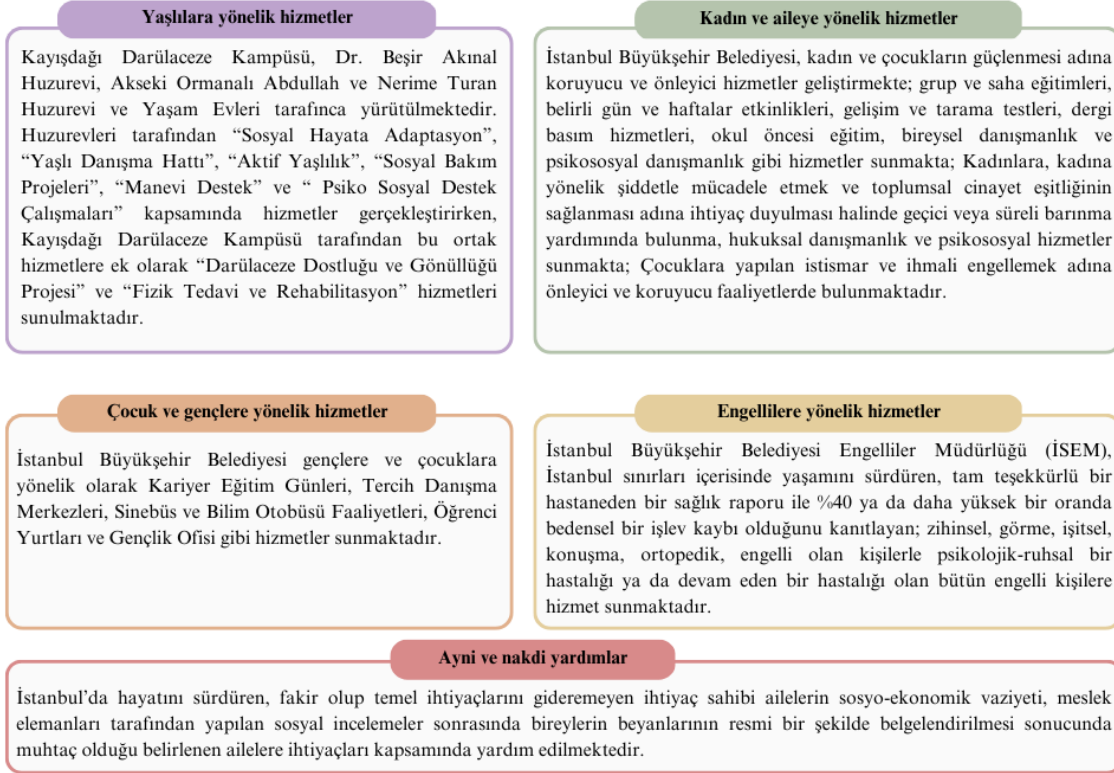 Yaşlılara yönelik hizmetler
Kayışdağı Darülaceze Kampüsü, Dr. Beşir Akınal
Huzurevi, Akseki Ormanalı Abdullah ve Nerime Turan
Huzurevi ve Yaşam Evleri tarafınca yürütülmektedir.
Huzurevleri tarafından “Sosyal Hayata Adaptasyon”,
“Yaşlı Danışma Hattı”, “Aktif Yaşlılık”, “Sosyal Bakım
Projeleri”, “Manevi Destek” ve “ Psiko Sosyal Destek
Çalışmaları” kapsamında hizmetler gerçekleştirirken,
Kayışdağı Darülaceze Kampüsü tarafından bu ortak
hizmetlere ek olarak “Darülaceze Dostluğu ve Gönüllüğü
Projesi” ve “Fizik Tedavi ve Rehabilitasyon” hizmetleri
sunulmaktadır.
Kadın ve aileye yönelik hizmetler
İstanbul Büyükşehir Belediyesi, kadın ve çocukların güçlenmesi adına
koruyucu ve önleyici hizmetler geliştirmekte; grup ve saha eğitimleri,
belirli gün ve haftalar etkinlikleri, gelişim ve tarama testleri, dergi
basım hizmetleri, okul öncesi eğitim, bireysel danışmanlık ve
psikososyal danışmanlık gibi hizmetler sunmakta; Kadınlara, kadına
yönelik şiddetle mücadele etmek ve toplumsal cinayet eşitliğinin
sağlanması adına ihtiyaç duyulması halinde geçici veya süreli barınma
yardımında bulunma, hukuksal danışmanlık ve psikososyal hizmetler
sunmakta; Çocuklara yapılan istismar ve ihmali engellemek adına
önleyici ve koruyucu faaliyetlerde bulunmaktadır.
Çocuk ve gençlere yönelik hizmetler
İstanbul Büyükşehir Belediyesi gençlere ve çocuklara
yönelik olarak Kariyer Eğitim Günleri, Tercih Danışma
Merkezleri, Sinebüs ve Bilim Otobüsü Faaliyetleri, Öğrenci
Yurtları ve Gençlik Ofisi gibi hizmetler sunmaktadır.
Engellilere yönelik hizmetler
İstanbul Büyükşehir Belediyesi Engelliler Müdürlüğü (İSEM),
İstanbul sınırları içerisinde yaşamını sürdüren, tam teşekkürlü bir
hastaneden bir sağlık raporu ile %40 ya da daha yüksek bir oranda
bedensel bir işlev kaybı olduğunu kanıtlayan; zihinsel, görme, işitsel,
konuşma, ortopedik, engelli olan kişilerle psikolojik-ruhsal bir
hastalığı ya da devam eden bir hastalığı olan bütün engelli kişilere
hizmet sunmaktadır.
Ayni ve nakdi yardımlar
İstanbul’da hayatını sürdüren, fakir olup temel ihtiyaçlarını gideremeyen ihtiyaç sahibi ailelerin sosyo-ekonomik vaziyeti, meslek
elemanları tarafından yapılan sosyal incelemeler sonrasında bireylerin beyanlarının resmi bir şekilde belgelendirilmesi sonucunda
muhtaç olduğu belirlenen ailelere ihtiyaçları kapsamında yardım edilmektedir.